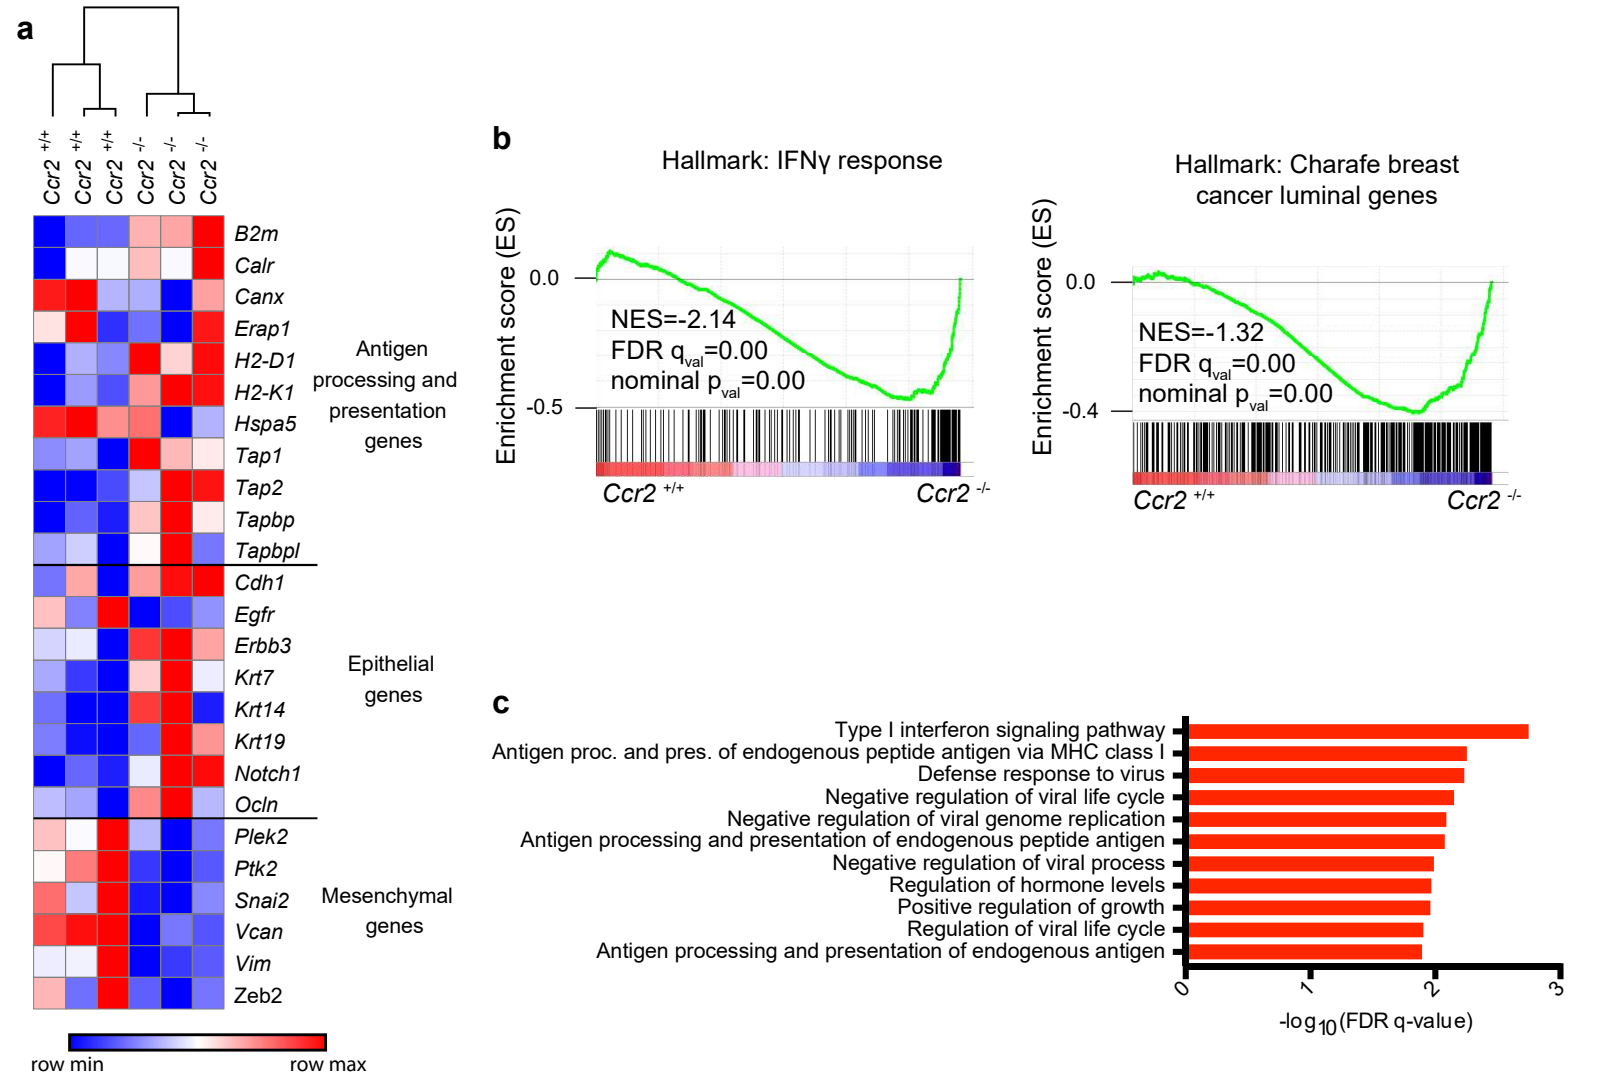 a
Ccr2 +/+
Ccr2 +/+
Ccr2 +/+
Ccr2 -/-
Ccr2 -/-
Ccr2 -/-
B2m
Calr
Canx
Erap1
H2-D1
H2-K1
Hspa5
Tap1
Tap2
Tapbp
Tapbpl
Antigen
processing and
presentation
genes
Cdh1
Egfr
Erbb3
Krt7
Krt14
Krt19
Notch1
Ocln
Epithelial
genes
Plek2
Ptk2
Snai2
Vcan
Vim
Zeb2
Mesenchymal
genes
row min
row max
b
Hallmark: IFNγ response
Enrichment score (ES)
0.0
-0.5
NES=-2.14
FDR qval=0.00
nominal pval=0.00
Ccr2 +/+
Ccr2 -/-
Hallmark: Charafe breast
cancer luminal genes
Enrichment score (ES)
0.0
-0.4
NES=-1.32
FDR qval=0.00
nominal pval=0.00
Ccr2 +/+
Ccr2 -/-
c
Type I interferon signaling pathway
Antigen proc. and pres. of endogenous peptide antigen via MHC class I
Defense response to virus
Negative regulation of viral life cycle
Negative regulation of viral genome replication
Antigen processing and presentation of endogenous peptide antigen
Negative regulation of viral process
Regulation of hormone levels
Positive regulation of growth
Regulation of viral life cycle
Antigen processing and presentation of endogenous antigen
0
1
2
3
-log10(FDR q-value)